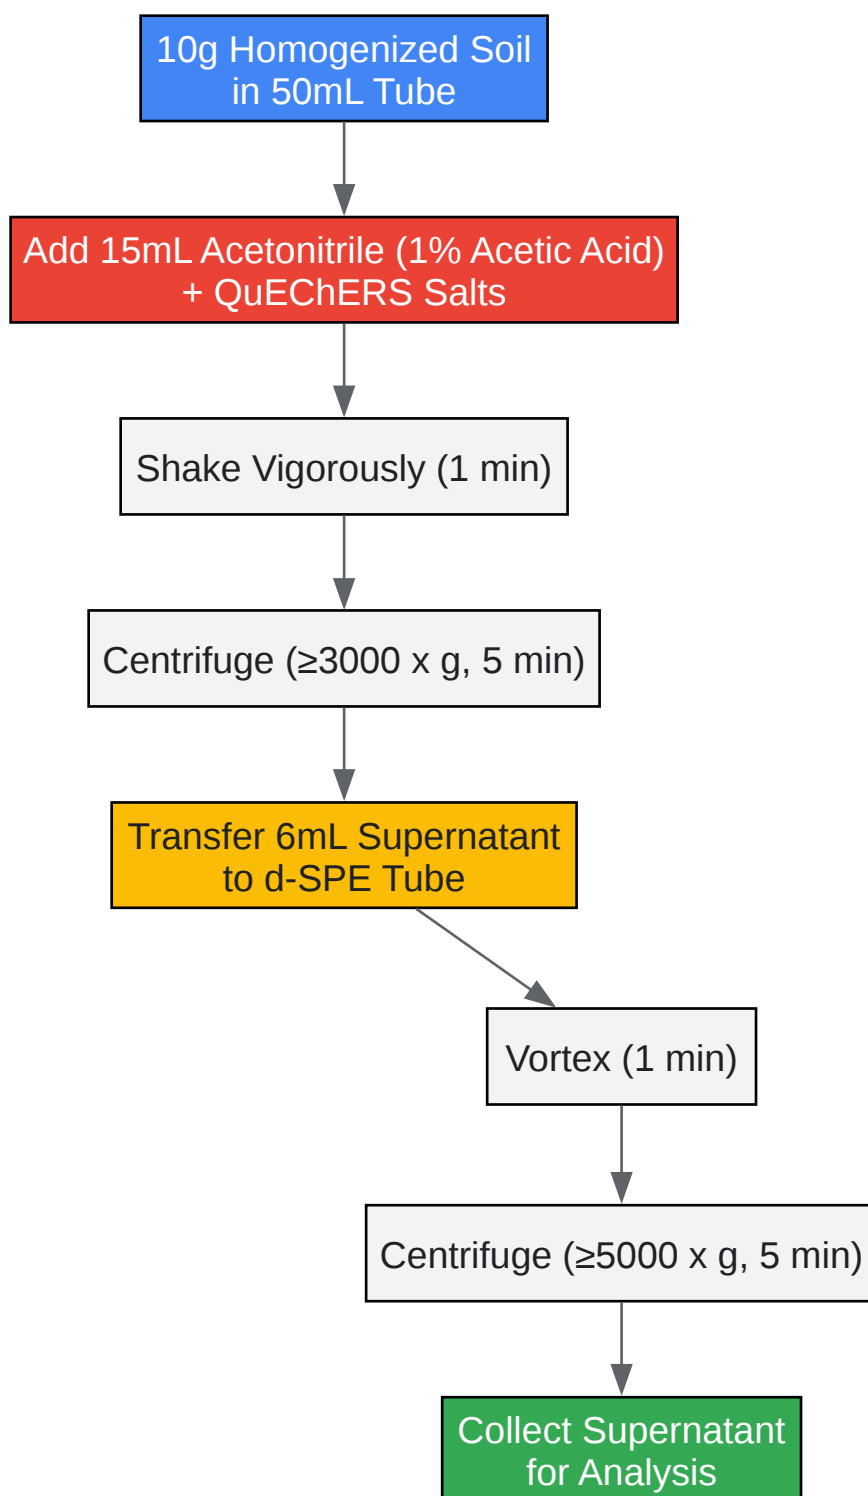 10g Homogenized Soil
in 50mL Tube
Add 15mL Acetonitrile (1% Acetic Acid)
+ QuEChERS Salts
Shake Vigorously (1 min)
Centrifuge (≥3000 x g, 5 min)
Transfer 6mL Supernatant
to d-SPE Tube
Vortex (1 min)
Centrifuge (≥5000 x g, 5 min)
Collect Supernatant
for Analysis